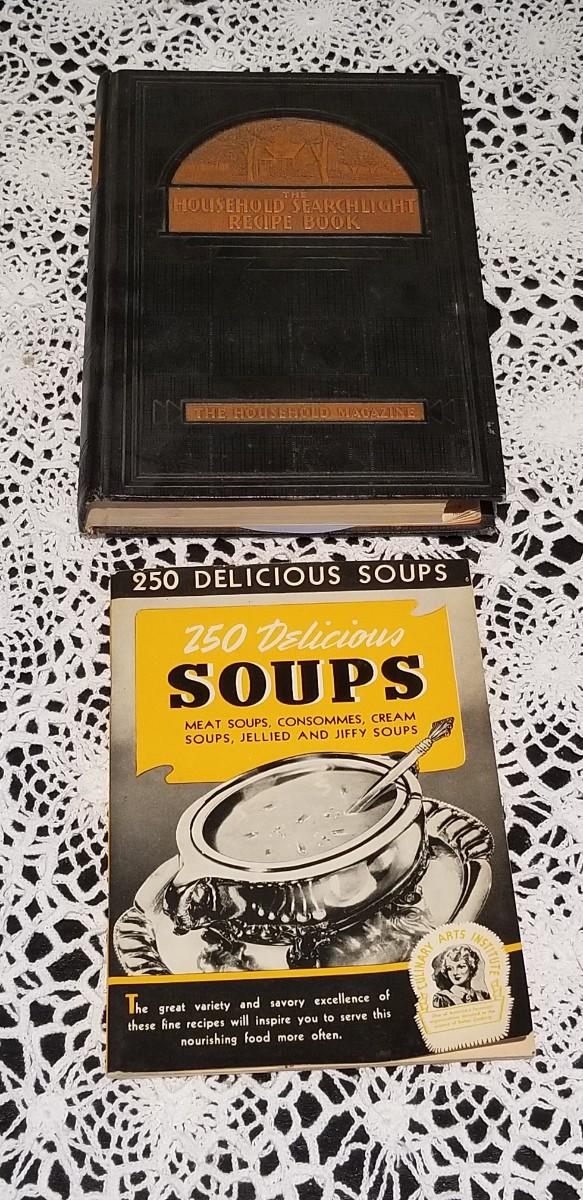 THE
HOUSEHOLD SEARCHLIGHT
RECIPE BOOK
THE HOUSEHOLD MAGAZINE
250 DELICIOUS SOUPS
250 Delicious
SOUPS
MEAT SOUPS, CONSOMMES, CREAM
SOUPS, JELLIED AND JIFFY SOUPS
CULINARY ARTS INSTITUTE
The great variety and savory excellence of
these fine recipes will inspire you to serve this
nourishing food more often.